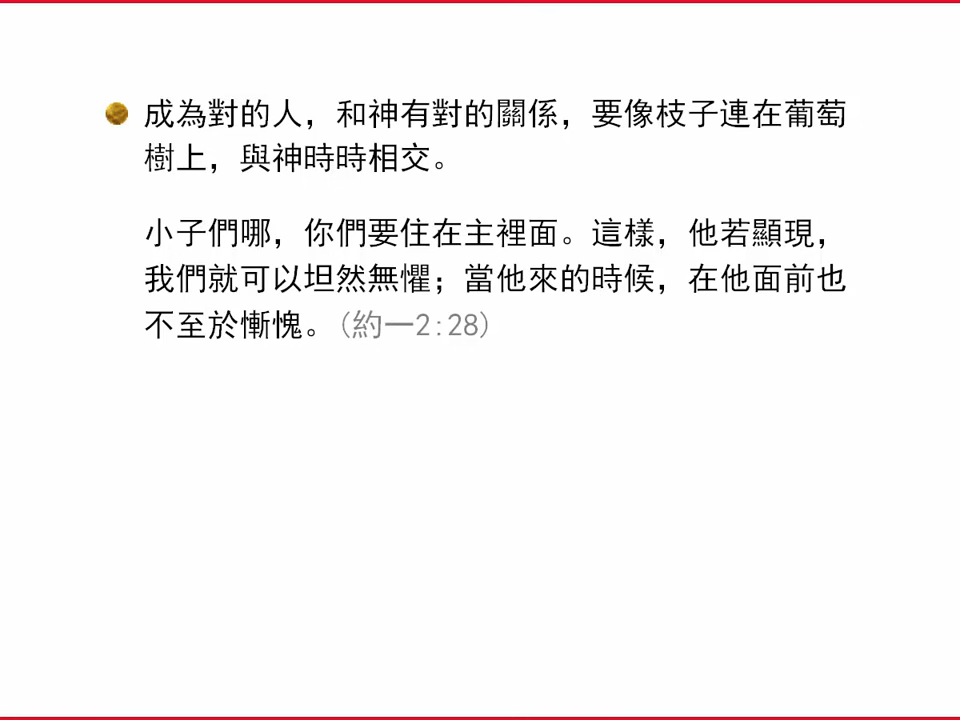 成為對的人，和神有對的關係，要像枝子連在葡萄
樹上，與神時時相交。
小子們哪，你們要住在主裡面。這樣，他若顯現，
我們就可以坦然無懼；當他來的時候，在他面前也
不至於慚愧。(約一2:28)